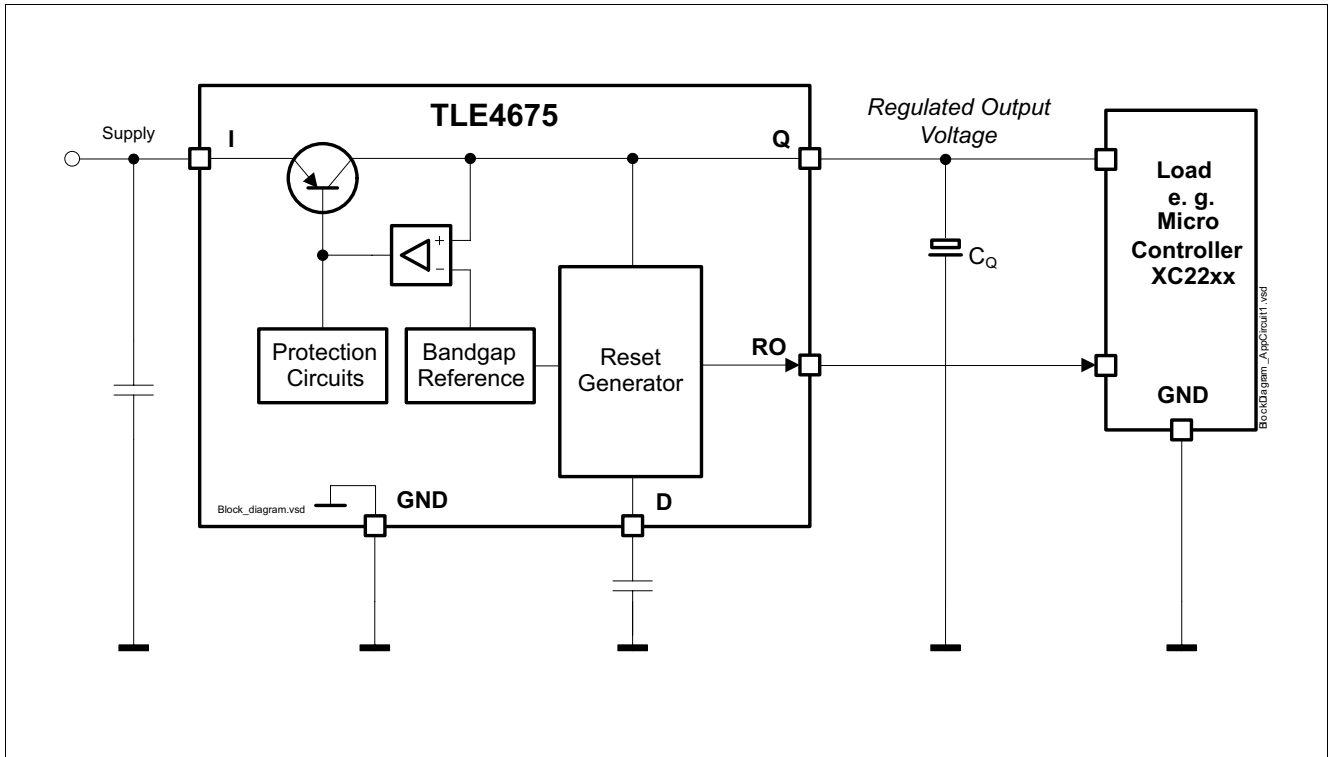 TLE4675
Supply
I
Q
Regulated Output
Voltage
+
−
C_Q
Load
e. g.
Micro
Controller
XC22xx
Protection
Circuits
Bandgap
Reference
Reset
Generator
RO
GND
BockDagram_AppCircuit1.vsd
Block_diagram.vsd
GND
D